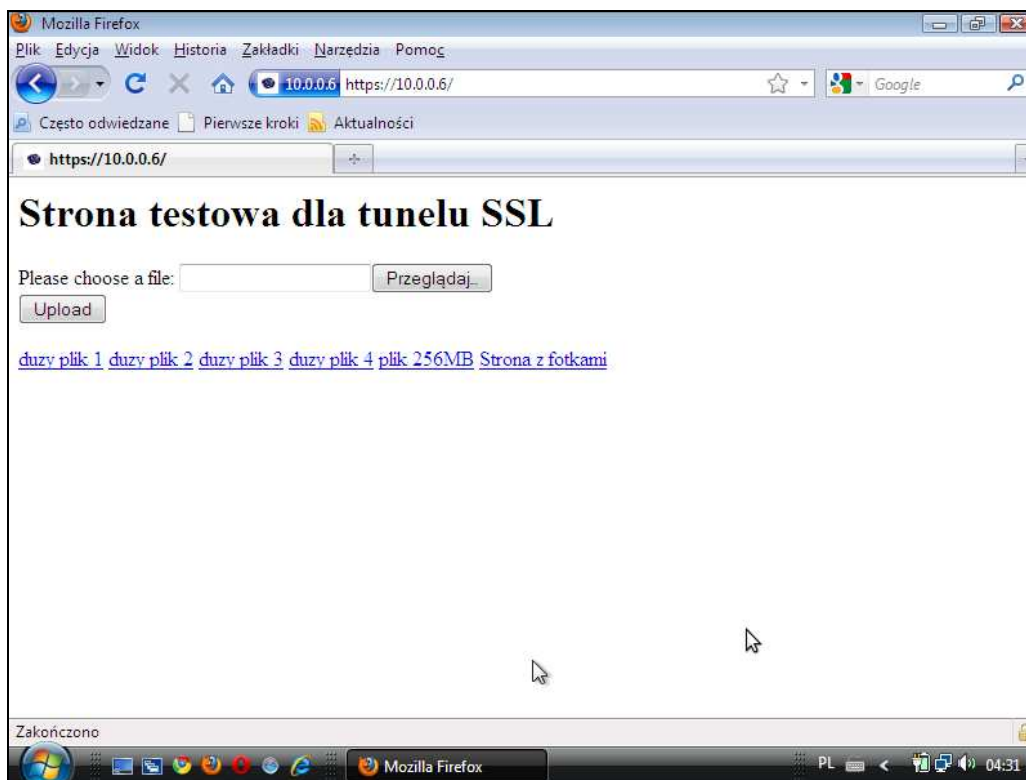 Mozilla Firefox
Plik Edycja Widok Historia Zakładki Narzędzia Pomoc
10.0.0.6 https://10.0.0.6/ Google
Często odwiedzane Pierwsze kroki Aktualności
https://10.0.0.6/
Strona testowa dla tunelu SSL
Please choose a file: Przeglądaj...
Upload
duzy plik 1 duzy plik 2 duzy plik 3 duzy plik 4 plik 256MB Strona z fotkami
Zakończono
Mozilla Firefox PL 04:31